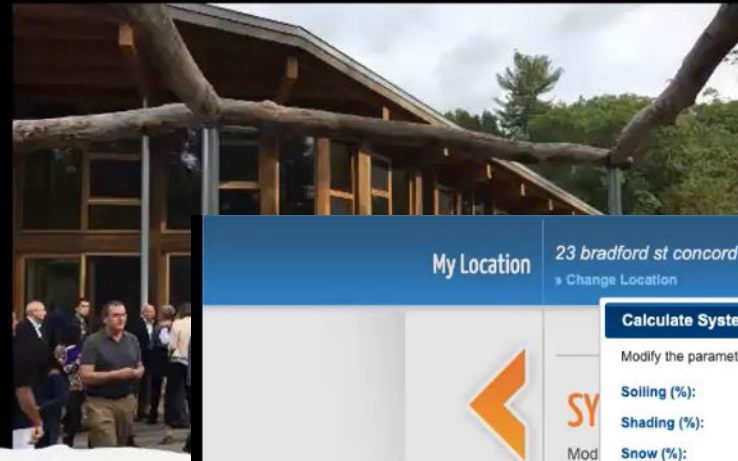 My Location
23 bradford st concord
» Change Location
Calculate Syste
Modify the paramet
Soiling (%):
SY
Shading (%):
Mod
Snow (%):